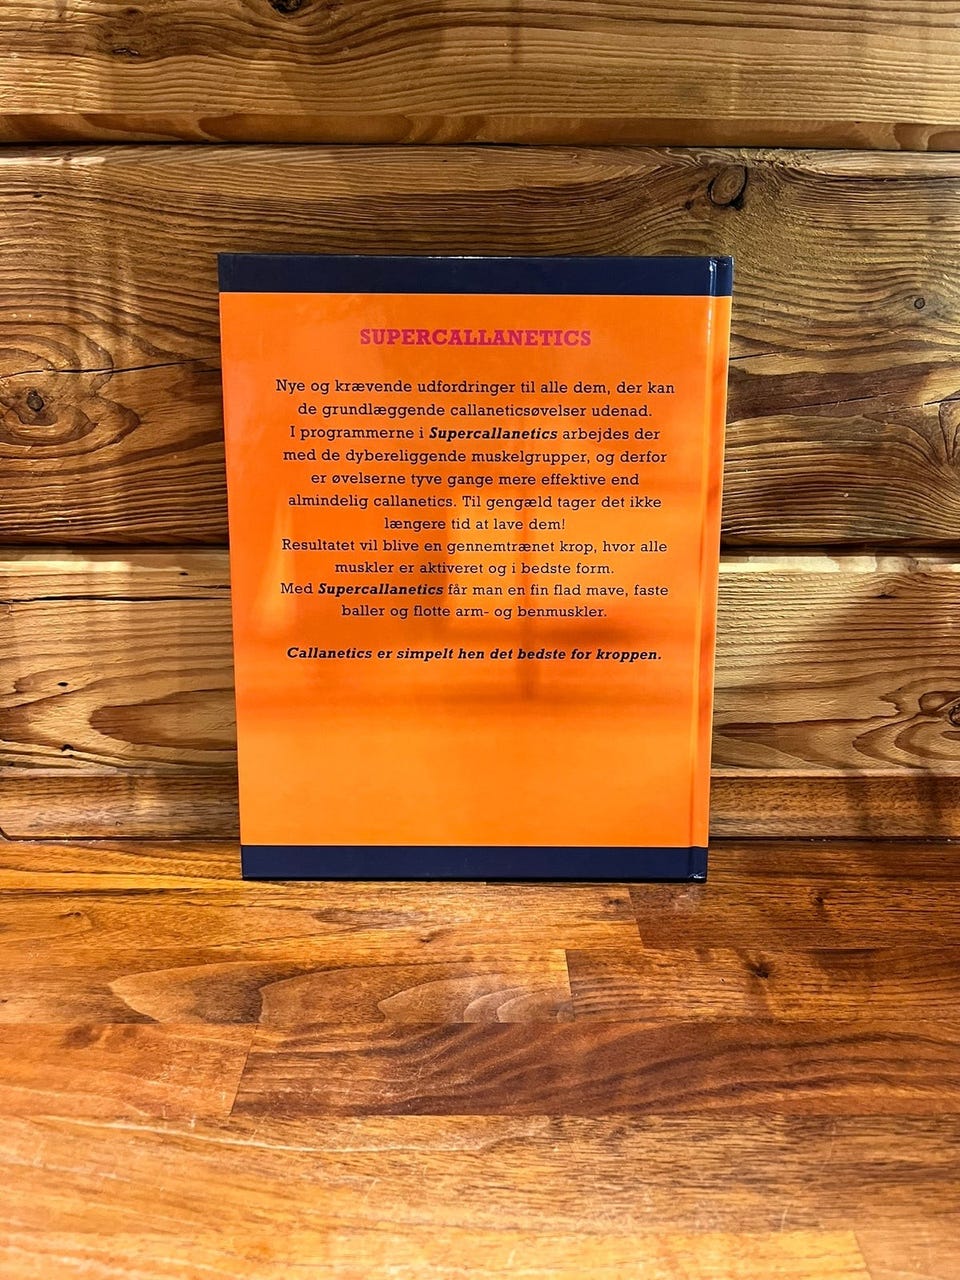 SUPERCALLANETICS
Nye og krævende udfordringer til alle dem, der kan
de grundlæggende callaneticsøvelser udenad.
I programmerne i Supercallanetics arbejdes der
med de dybereliggende muskelgrupper, og derfor
er øvelserne tyve gange mere effektive end
almindelig callanetics. Til gengæld tager det ikke
længere tid at lave dem!
Resultatet vil blive en gennemtrænet krop, hvor alle
muskler er aktiveret og i bedste form.
Med Supercallanetics får man en fin flad mave, faste
baller og flotte arm- og benmuskler.
Callanetics er simpelt hen det bedste for kroppen.